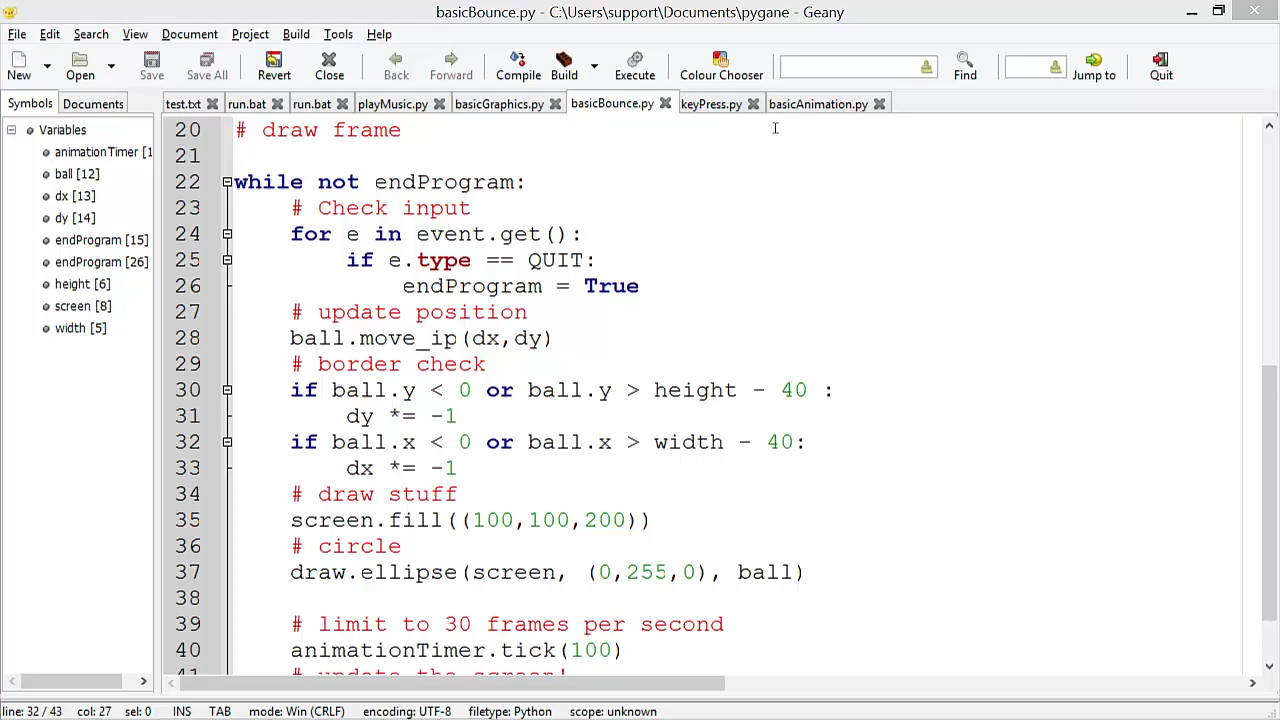 basicBounce.py - C:\Users\support\Documents\pygane - Geany
File Edit Search View Document Project Build Tools Help
New Open Save Save All Revert Close Back Forward Compile Build Execute Colour Chooser Find Jump to Quit
Symbols Documents
test.txt run.bat run.bat playMusic.py basicGraphics.py basicBounce.py keyPress.py basicAnimation.py
Variables
animationTimer [1
ball [12]
dx [13]
dy [14]
endProgram [15]
endProgram [26]
height [6]
screen [8]
width [5]
20 # draw frame
21
22 while not endProgram:
23 # Check input
24 for e in event.get():
25 if e.type == QUIT:
26 endProgram = True
27 # update position
28 ball.move_ip(dx,dy)
29 # border check
30 if ball.y < 0 or ball.y > height - 40 :
31 dy *= -1
32 if ball.x < 0 or ball.x > width - 40:
33 dx *= -1
34 # draw stuff
35 screen.fill((100,100,200))
36 # circle
37 draw.ellipse(screen, (0,255,0), ball)
38
39 # limit to 30 frames per second
40 animationTimer.tick(100)
41 # update the screen!
line: 32 / 43 col: 27 sel: 0 INS TAB mode: Win (CRLF) encoding: UTF-8 filetype: Python scope: unknown